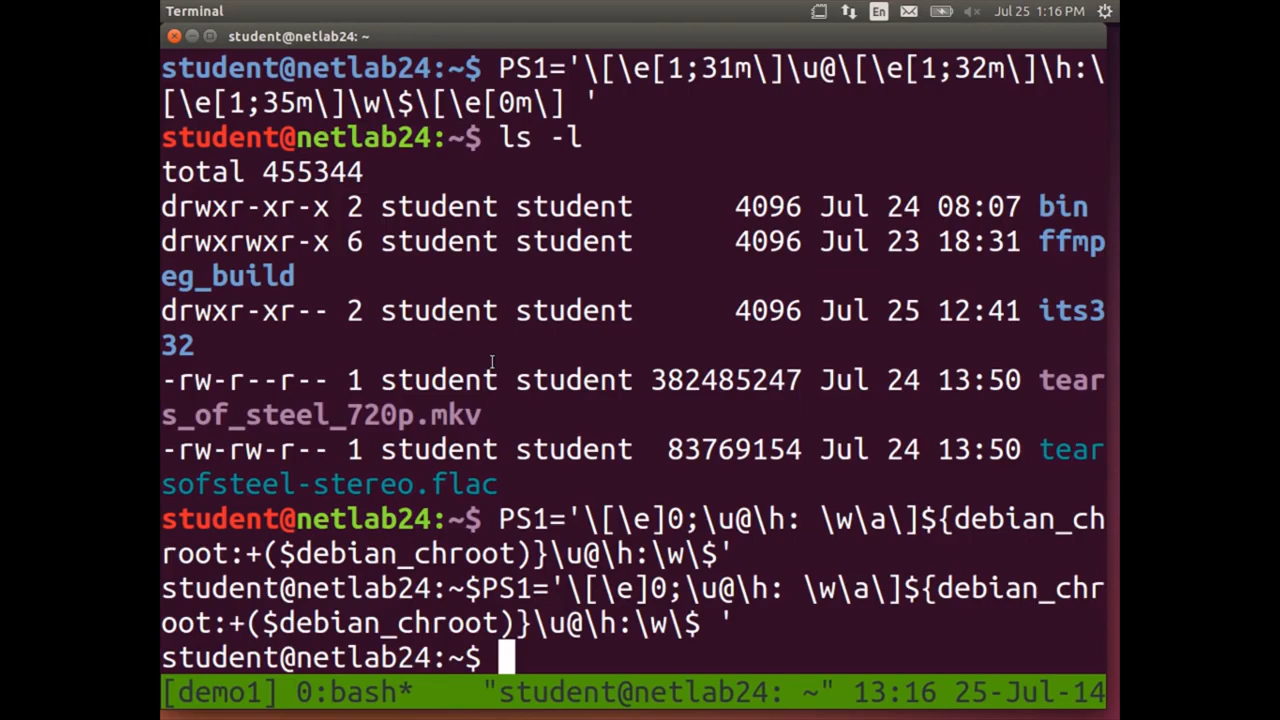 Terminal
En
Jul 25 1:16 PM
student@netlab24: ~
student@netlab24:~$ PS1='\[\e[1;31m\]\u@\[\e[1;32m\]\h:\
[\e[1;35m\]\w\$\[\e[0m\] '
student@netlab24:~$ ls -l
total 455344
drwxr-xr-x 2 student student      4096 Jul 24 08:07 bin
drwxrwxr-x 6 student student      4096 Jul 23 18:31 ffmp
eg_build
drwxr-xr-- 2 student student      4096 Jul 25 12:41 its3
32
-rw-r--r-- 1 student student 382485247 Jul 24 13:50 tear
s_of_steel_720p.mkv
-rw-rw-r-- 1 student student  83769154 Jul 24 13:50 tear
sofsteel-stereo.flac
student@netlab24:~$ PS1='\[\e]0;\u@\h: \w\a\]${debian_ch
root:+($debian_chroot)}\u@\h:\w\$'
student@netlab24:~$PS1='\[\e]0;\u@\h: \w\a\]${debian_chr
oot:+($debian_chroot)}\u@\h:\w\$ '
student@netlab24:~$
[demo1] 0:bash*    "student@netlab24: ~" 13:16 25-Jul-14